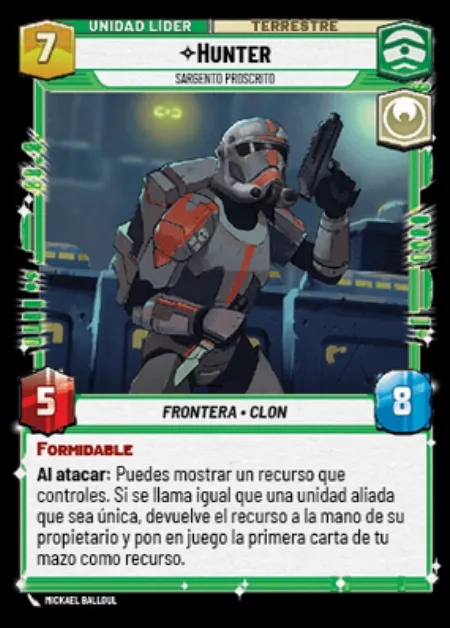 UNIDAD LÍDER
TERRESTRE
7
✧HUNTER
SARGENTO PROSCRITO
5
FRONTERA • CLON
8
FORMIDABLE
Al atacar: Puedes mostrar un recurso que
controles. Si se llama igual que una unidad aliada
que sea única, devuelve el recurso a la mano de su
propietario y pon en juego la primera carta de tu
mazo como recurso.
MICKAEL BALLOUL